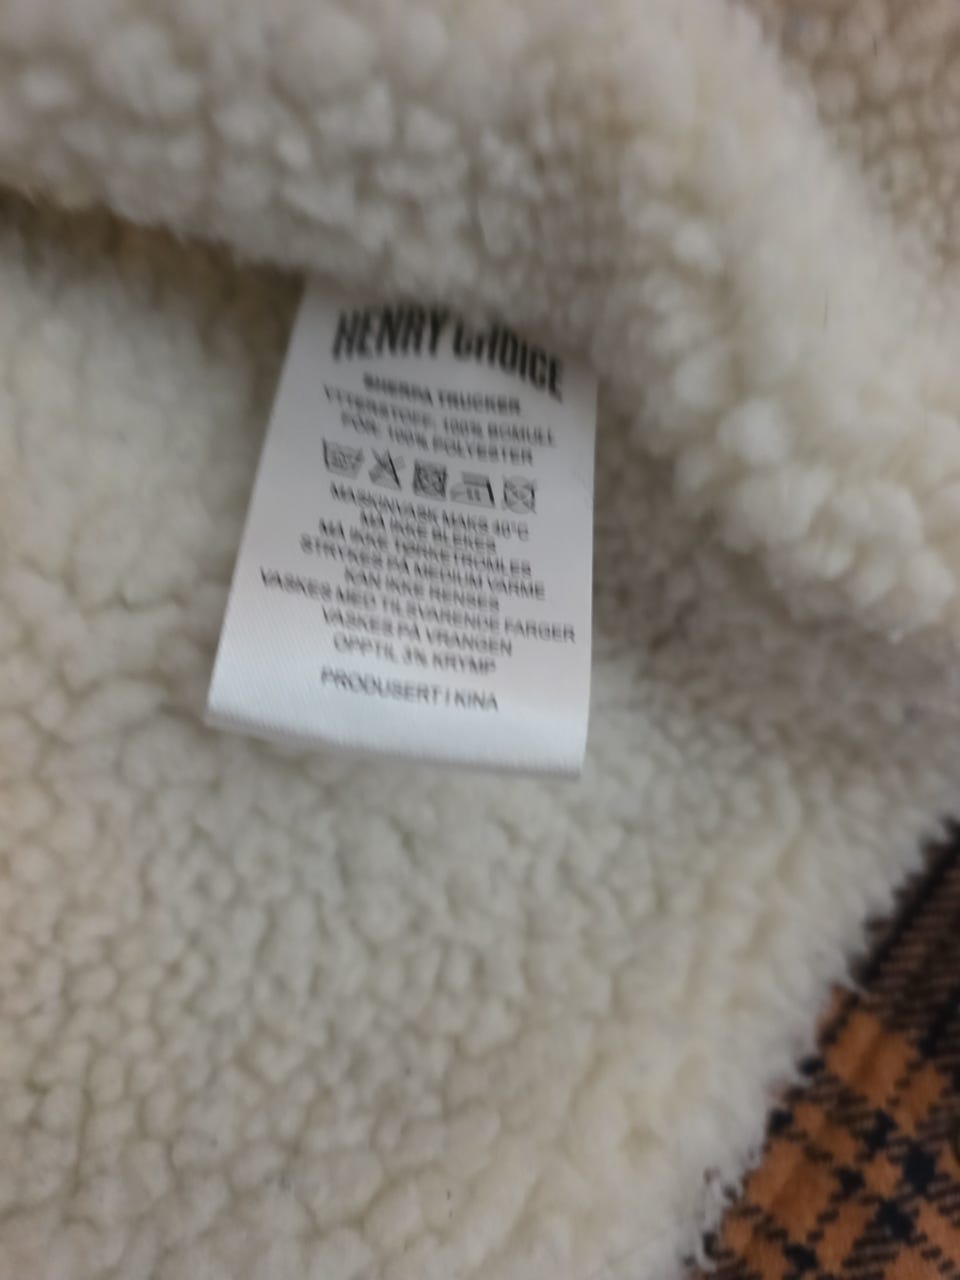 HENRY CHOICE
SHERPA TRUCKER
YTTERSTOFF: 100% BOMULL
FÔR: 100% POLYESTER
MASKINVASK MAKS 40°C
MÅ IKKE BLEKES
MÅ IKKE TØRKETROMLES
STRYKES PÅ MEDIUM VARME
KAN IKKE RENSES
VASKES MED TILSVARENDE FARGER
VASKES PÅ VRANGEN
OPPTIL 3% KRYMP
PRODUSERT I KINA